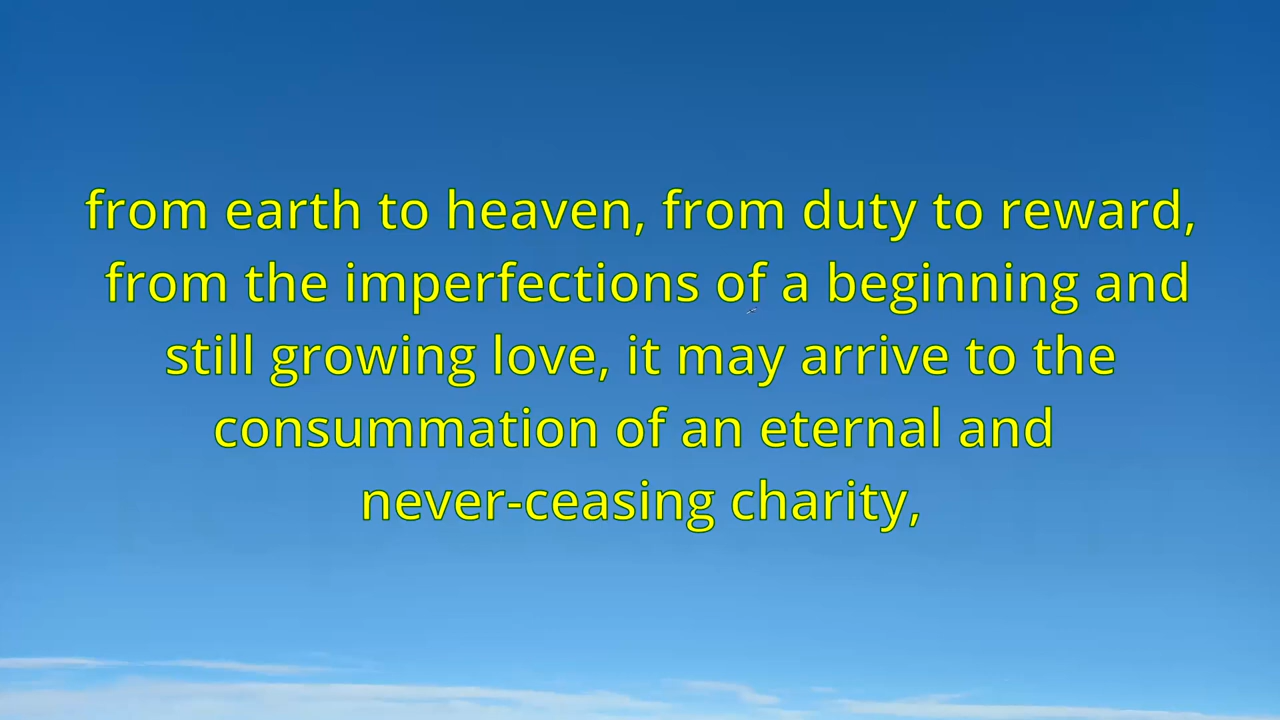 from earth to heaven, from duty to reward,
from the imperfections of a beginning and
still growing love, it may arrive to the
consummation of an eternal and
never-ceasing charity,